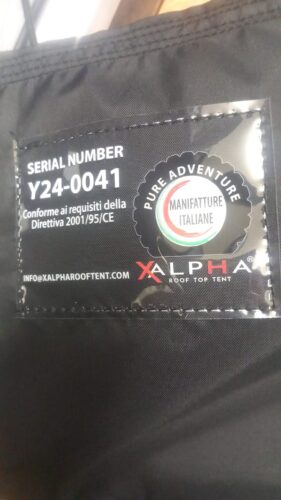 SERIAL NUMBER
Y24-0041
Conforme ai requisiti della
Direttiva 2001/95/CE
INFO@XALPHAROOFTENT.COM
PURE ADVENTURE
MANIFATTURE
ITALIANE
XALPHA®
ROOF TOP TENT